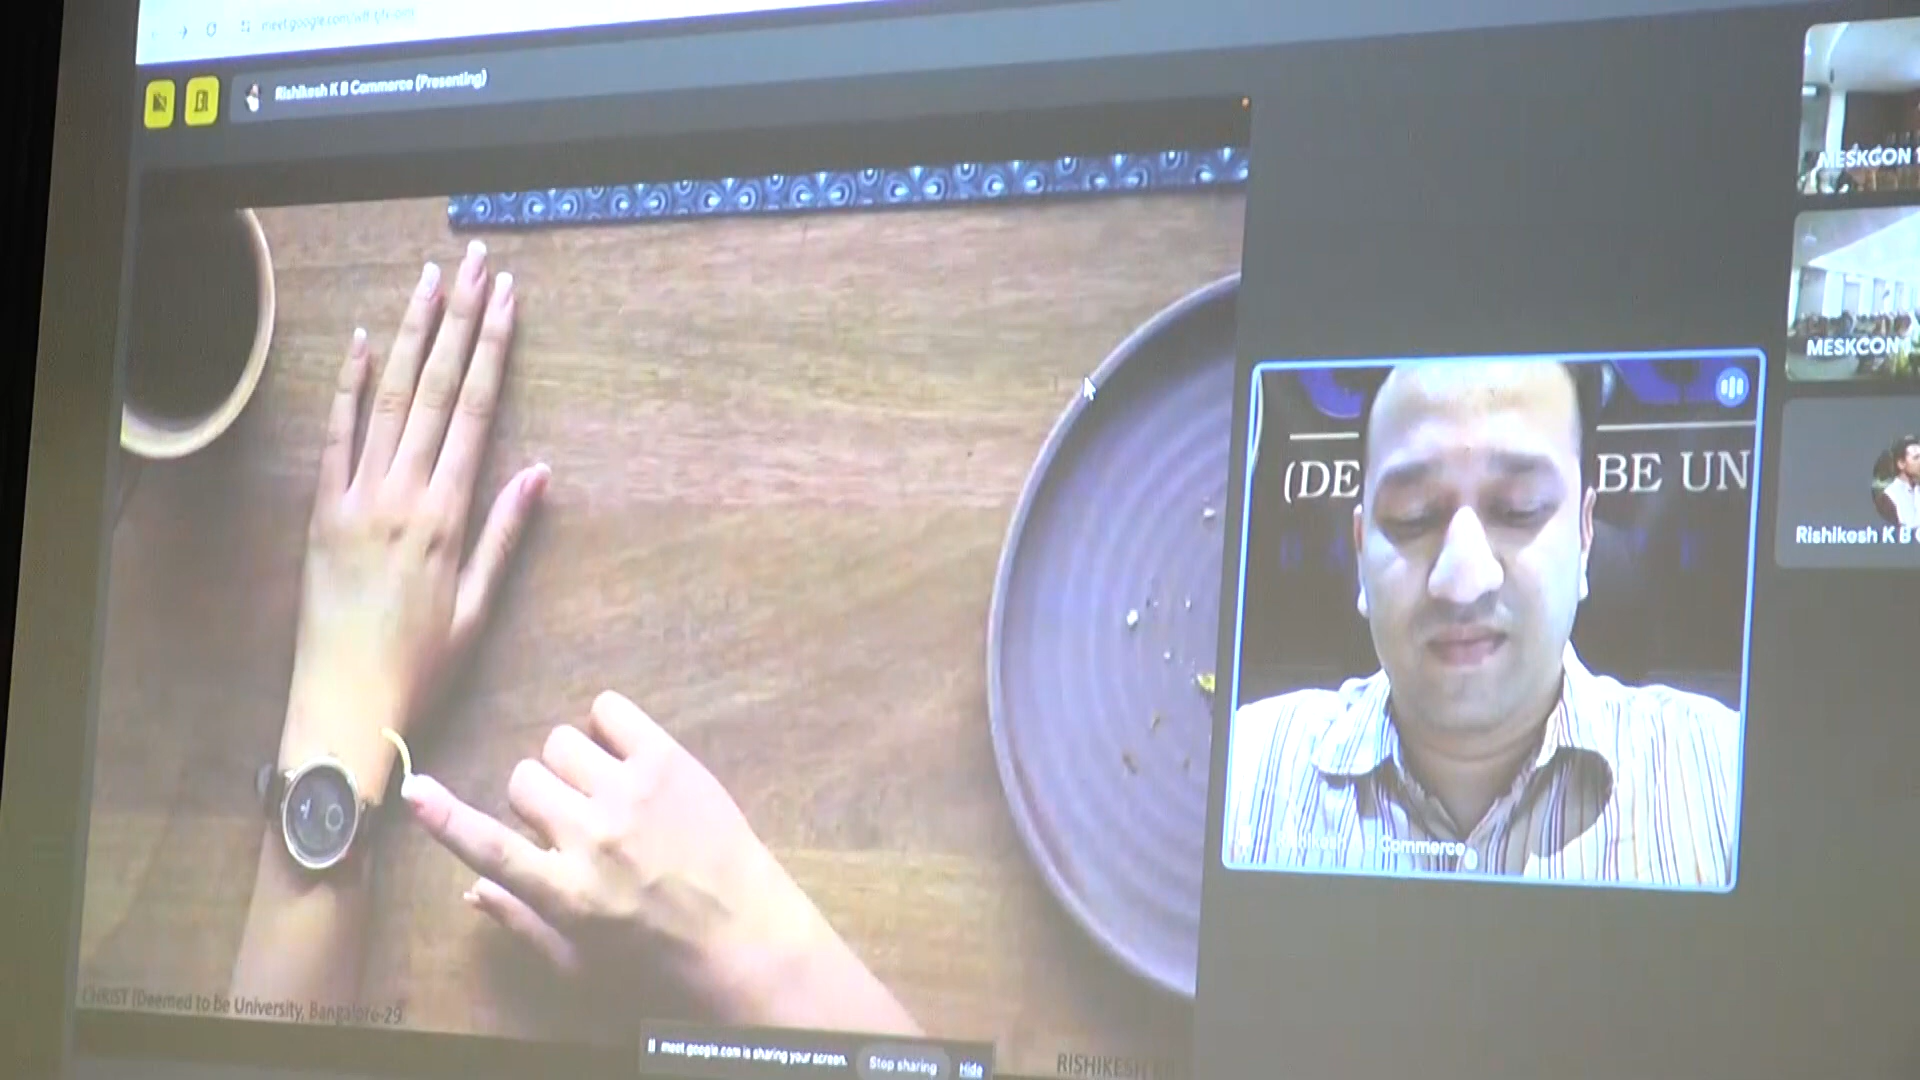 Rishikesh K B Commerce (Presenting)
MESKCON
MESKCON
(DE
BE UN
Rishikesh K B
Commerce
CHRIST (Deemed to be University, Bangalore-29
meet.google.com is sharing your screen.
Stop sharing
Hide
RISHIKESH